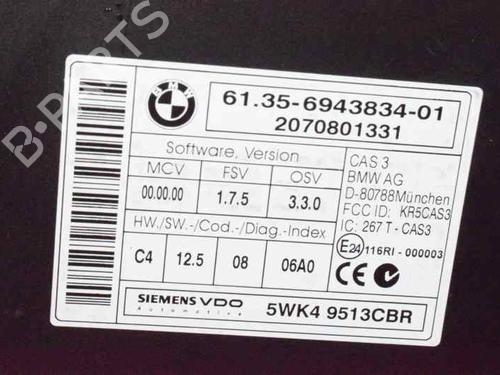 B-PARTS
BMW
61.35-6943834-01
2070801331
Software, Version
MCV FSV OSV
00.00.00 1.7.5 3.3.0
HW./SW.-/Cod.-/Diag.-Index
C4 12.5 08 06A0
CAS 3
BMW AG
D-80788München
FCC ID: KR5CAS3
IC: 267 T - CAS3
E24 116RI - 000003
CE
SIEMENS VDO
Automotive
5WK4 9513CBR